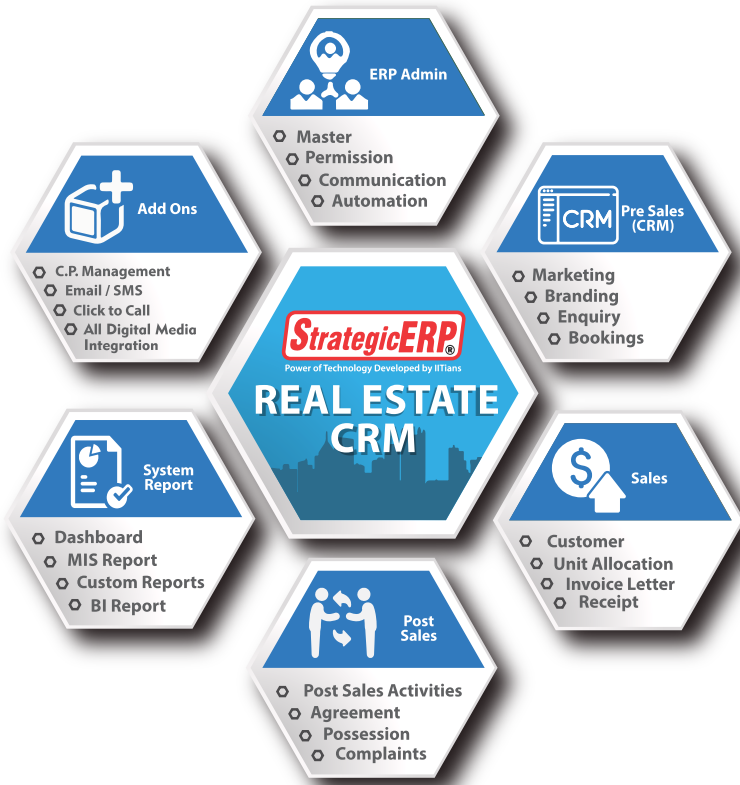 ERP Admin
Master
Permission
Communication
Automation
Add Ons
C.P. Management
Email / SMS
Click to Call
All Digital Media
Integration
CRM
Pre Sales
(CRM)
Marketing
Branding
Enquiry
Bookings
StrategicERP®
Power of Technology Developed by IITians
REAL ESTATE
CRM
System
Report
Dashboard
MIS Report
Custom Reports
BI Report
$
Sales
Customer
Unit Allocation
Invoice Letter
Receipt
Post
Sales
Post Sales Activities
Agreement
Possession
Complaints